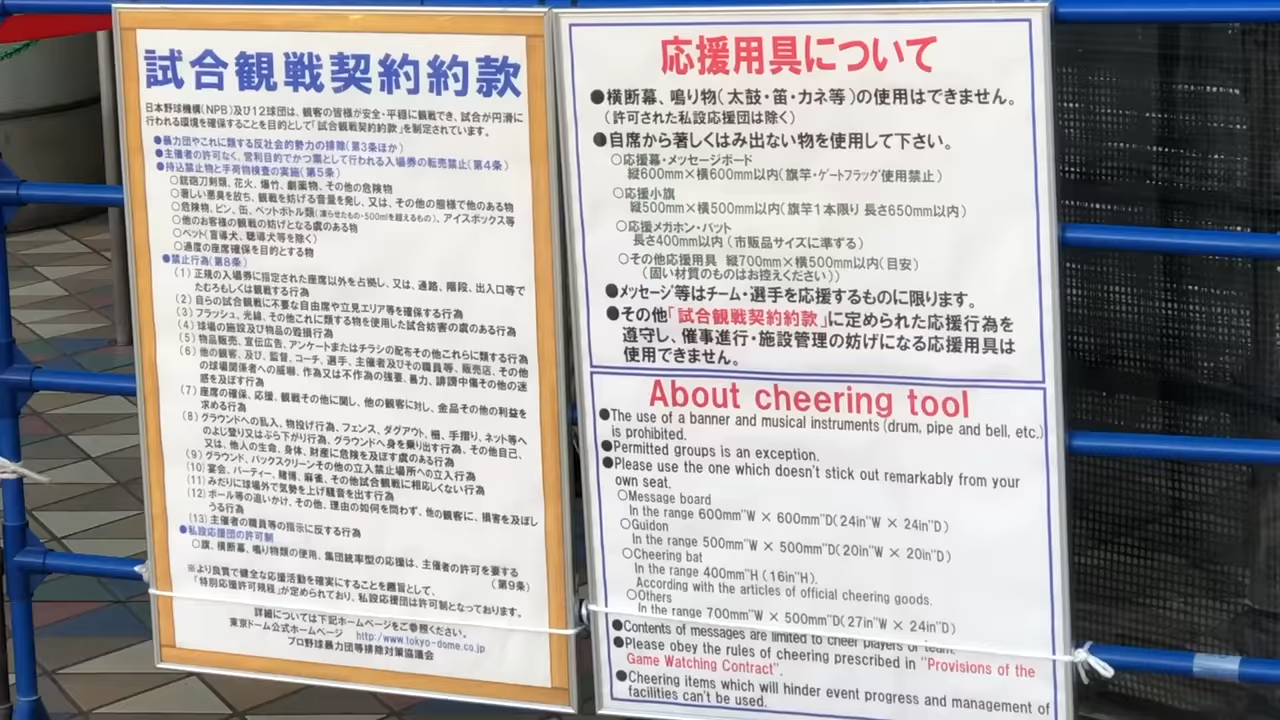 試合観戦契約約款
日本野球機構(NPB)及び12球団は、観客の皆様が安全・平穏に観戦でき、試合が円滑に
行われる環境を確保することを目的として「試合観戦契約約款」を制定されています。
●暴力団やこれに類する反社会的勢力の排除(第3条ほか)
●主催者の許可なく、営利目的でかつ業として行われる入場券の転売禁止(第4条)
●持込禁止物と手荷物検査の実施(第5条)
○銃砲刀剣類、花火、爆竹、劇薬物、その他の危険物
○著しい悪臭を放ち、観戦を妨げる音量を発し、又は、その他の態様で他のある物
○危険物、ビン、缶、ペットボトル類(凍らせたもの・500mlを超えるもの)、アイスボックス等
○他のお客様の観戦の妨げとなる虞のある物
○ペット(盲導犬、聴導犬等を除く)
○過度の座席確保を目的とする物
●禁止行為(第8条)
(1) 正規の入場券に指定された座席以外を占拠し、又は、通路、階段、出入口等で
たむろしもしくは観戦する行為
(2) 自らの試合観戦に不要な自由席や立見エリア等を確保する行為
(3) フラッシュ、光線、その他これに類する物を使用した試合妨害の虞のある行為
(4) 球場の施設及び物品の毀損行為
(5) 物品販売、宣伝広告、アンケートまたはチラシの配布その他これらに類する行為
(6) 他の観客、及び、監督、コーチ、選手、主催者及びその職員等、販売店、その他
の球場関係者への威嚇、作為又は不作為の強要、暴力、誹謗中傷その他の迷
惑を及ぼす行為
(7) 座席の確保、応援、観戦その他に関し、他の観客に対し、金品その他の利益を
求める行為
(8) グラウンドへの乱入、物投げ行為、フェンス、ダグアウト、柵、手摺り、ネット等へ
のよじ登り又はぶら下がり行為、グラウンドへ身を乗り出す行為、その他自己、
又は、他人の生命、身体、財産に危険を及ぼす虞のある行為
(9) グラウンド、バックスクリーンその他の立入禁止場所への立入行為
(10) 宴会、パーティー、賭博、麻雀、その他試合観戦に相応しくない行為
(11) みだりに球場外で気勢を上げ騒音を出す行為
(12) ボール等の追いかけ、その他、理由の如何を問わず、他の観客に、損害を及ぼし
うる行為
(13) 主催者の職員等の指示に反する行為
●私設応援団の許可制
○旗、横断幕、鳴り物類の使用、集団統率型の応援は、主催者の許可を要する
(第9条)
※より良質で健全な応援活動を確実にすることを趣旨として、
「特別応援許可規程」が定められており、私設応援団は許可制となっております。
詳細については下記ホームページをご参照ください。
東京ドーム公式ホームページ http://www.tokyo-dome.co.jp
プロ野球暴力団等排除対策協議会
応援用具について
●横断幕、鳴り物(太鼓・笛・カネ等)の使用はできません。
(許可された私設応援団は除く)
●自席から著しくはみ出ない物を使用して下さい。
○応援幕・メッセージボード
縦600mm×横600mm以内(旗竿・ゲートフラッグ使用禁止)
○応援小旗
縦500mm×横500mm以内(旗竿1本限り 長さ650mm以内)
○応援メガホン・バット
長さ400mm以内(市販品サイズに準ずる)
○その他応援用具 縦700mm×横500mm以内(目安)
(固い材質のものはお控えください))
●メッセージ等はチーム・選手を応援するものに限ります。
●その他「試合観戦契約約款」に定められた応援行為を
遵守し、催事進行・施設管理の妨げになる応援用具は
使用できません。
About cheering tool
●The use of a banner and musical instruments (drum, pipe and bell, etc.)
is prohibited.
●Permitted groups is an exception.
●Please use the one which doesn't stick out remarkably from your
own seat.
○Message board
In the range 600mm"W × 600mm"D(24in"W × 24in"D)
○Guidon
In the range 500mm"W × 500mm"D(20in"W × 20in"D)
○Cheering bat
In the range 400mm"H (16in"H).
According with the articles of official cheering goods.
○Others
In the range 700mm"W × 500mm"D(27in"W × 24in"D)
●Contents of messages are limited to cheer players or team.
●Please obey the rules of cheering prescribed in "Provisions of the
Game Watching Contract".
●Cheering items which will hinder event progress and management of
facilities can't be used.